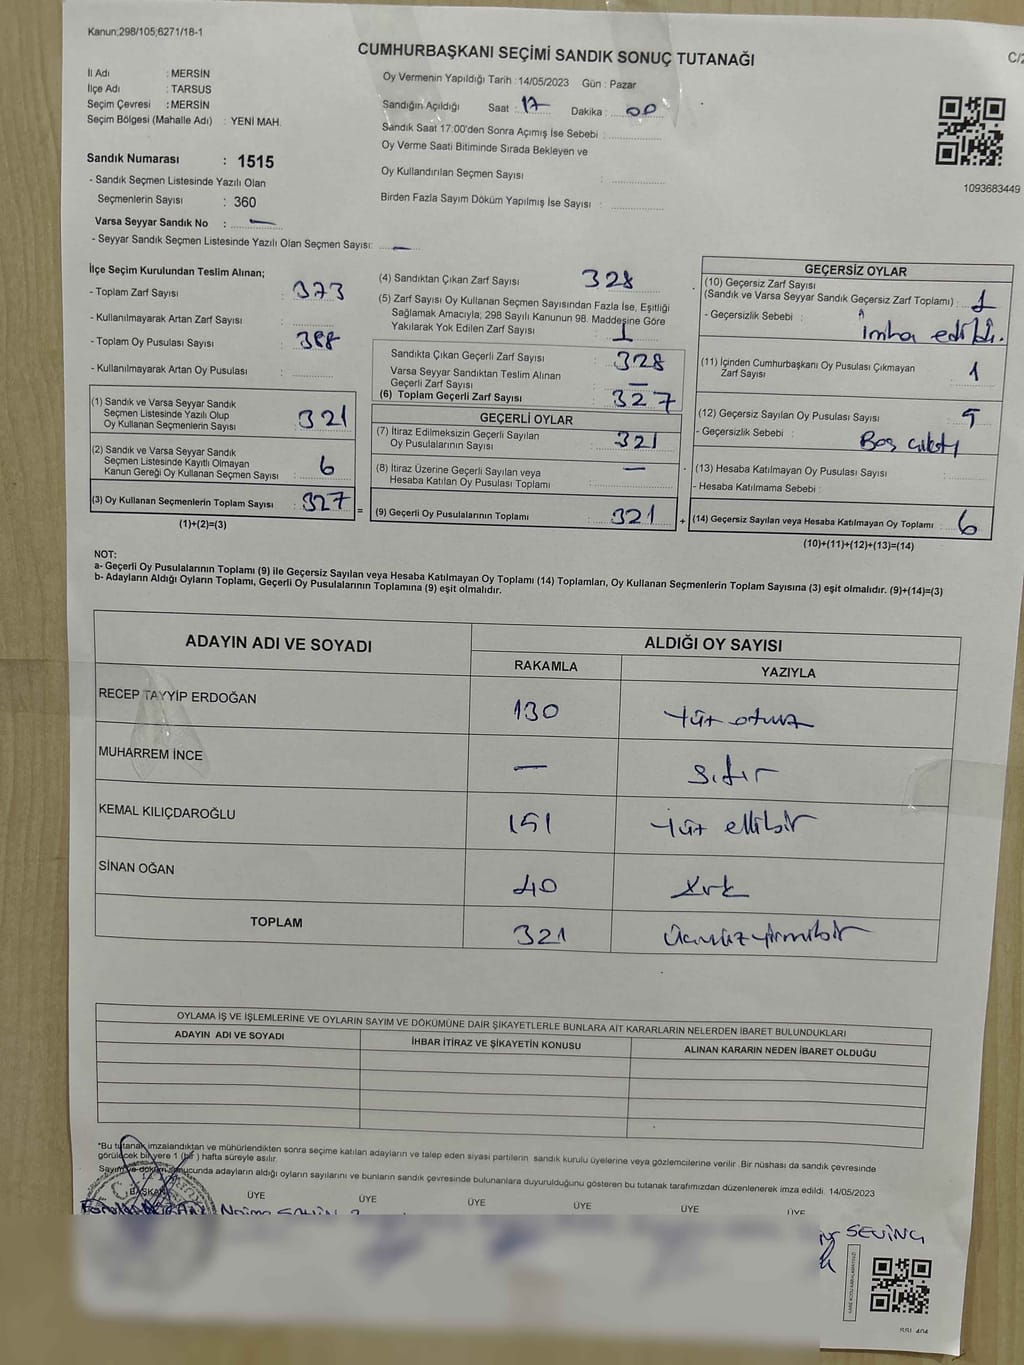 Kanun;298/105;6271/18-1
CUMHURBAŞKANI SEÇİMİ SANDIK SONUÇ TUTANAĞI
C/2
İl Adı : MERSİN
İlçe Adı : TARSUS
Seçim Çevresi : MERSİN
Seçim Bölgesi (Mahalle Adı) : YENİ MAH.
Sandık Numarası : 1515
- Sandık Seçmen Listesinde Yazılı Olan
Seçmenlerin Sayısı : 360
Varsa Seyyar Sandık No : —
- Seyyar Sandık Seçmen Listesinde Yazılı Olan Seçmen Sayısı: —
Oy Vermenin Yapıldığı Tarih : 14/05/2023 Gün : Pazar
Sandığın Açıldığı Saat : 17 Dakika : 00
Sandık Saat 17:00'den Sonra Açımış İse Sebebi :
Oy Verme Saati Bitiminde Sırada Bekleyen ve
Oy Kullandırılan Seçmen Sayısı :
Birden Fazla Sayım Döküm Yapılmış İse Sayısı :
1093683449
İlçe Seçim Kurulundan Teslim Alınan;
- Toplam Zarf Sayısı : 373
- Kullanılmayarak Artan Zarf Sayısı :
- Toplam Oy Pusulası Sayısı : 388
- Kullanılmayarak Artan Oy Pusulası :
(1) Sandık ve Varsa Seyyar Sandık
Seçmen Listesinde Yazılı Olup
Oy Kullanan Seçmenlerin Sayısı : 321
(2) Sandık ve Varsa Seyyar Sandık
Seçmen Listesinde Kayıtlı Olmayan
Kanun Gereği Oy Kullanan Seçmen Sayısı : 6
(3) Oy Kullanan Seçmenlerin Toplam Sayısı : 327 =
(1)+(2)=(3)
(4) Sandıktan Çıkan Zarf Sayısı 328
(5) Zarf Sayısı Oy Kullanan Seçmen Sayısından Fazla İse, Eşitliği
Sağlamak Amacıyla; 298 Sayılı Kanunun 98. Maddesine Göre
Yakılarak Yok Edilen Zarf Sayısı : 1
Sandıkta Çıkan Geçerli Zarf Sayısı : 328
Varsa Seyyar Sandıktan Teslim Alınan
Geçerli Zarf Sayısı : —
(6) Toplam Geçerli Zarf Sayısı : 327
GEÇERLİ OYLAR
(7) İtiraz Edilmeksizin Geçerli Sayılan
Oy Pusulalarının Sayısı : 321
(8) İtiraz Üzerine Geçerli Sayılan veya
Hesaba Katılan Oy Pusulası Toplamı : —
(9) Geçerli Oy Pusulalarının Toplamı : 321 +
GEÇERSİZ OYLAR
(10) Geçersiz Zarf Sayısı
(Sandık ve Varsa Seyyar Sandık Geçersiz Zarf Toplamı) : 1
- Geçersizlik Sebebi : 1 imha edildi.
(11) İçinden Cumhurbaşkanı Oy Pusulası Çıkmayan
Zarf Sayısı : 1
(12) Geçersiz Sayılan Oy Pusulası Sayısı : 5
- Geçersizlik Sebebi : Boş çıktı
(13) Hesaba Katılmayan Oy Pusulası Sayısı :
- Hesaba Katılmama Sebebi :
(14) Geçersiz Sayılan veya Hesaba Katılmayan Oy Toplamı : 6
(10)+(11)+(12)+(13)=(14)
NOT:
a- Geçerli Oy Pusulalarının Toplamı (9) ile Geçersiz Sayılan veya Hesaba Katılmayan Oy Toplamı (14) Toplamları, Oy Kullanan Seçmenlerin Toplam Sayısına (3) eşit olmalıdır. (9)+(14)=(3)
b- Adayların Aldığı Oyların Toplamı, Geçerli Oy Pusulalarının Toplamına (9) eşit olmalıdır.
ADAYIN ADI VE SOYADI ALDIĞI OY SAYISI
RAKAMLA YAZIYLA
RECEP TAYYİP ERDOĞAN 130 yüz otuz
MUHARREM İNCE — sıfır
KEMAL KILIÇDAROĞLU 151 yüz ellibir
SİNAN OĞAN 40 kırk
TOPLAM 321 üçyüzyirmibir
OYLAMA İŞ VE İŞLEMLERİNE VE OYLARIN SAYIM VE DÖKÜMÜNE DAİR ŞİKAYETLERLE BUNLARA AİT KARARLARIN NELERDEN İBARET BULUNDUKLARI
ADAYIN ADI VE SOYADI İHBAR İTİRAZ VE ŞİKAYETİN KONUSU ALINAN KARARIN NEDEN İBARET OLDUĞU
*Bu tutanak imzalandıktan ve mühürlendikten sonra seçime katılan adayların ve talep eden siyasi partilerin sandık kurulu üyelerine veya gözlemcilerine verilir. Bir nüshası da sandık çevresinde
görülecek bir yere 1 (bir) hafta süreyle asılır.
Sayım ve döküm sonucunda adayların aldığı oyların sayılarını ve bunların sandık çevresinde bulunanlara duyurulduğunu gösteren bu tutanak tarafımızdan düzenlenerek imza edildi. 14/05/2023
BAŞKAN ÜYE ÜYE ÜYE ÜYE ÜYE ÜYE
SEVİNÇ